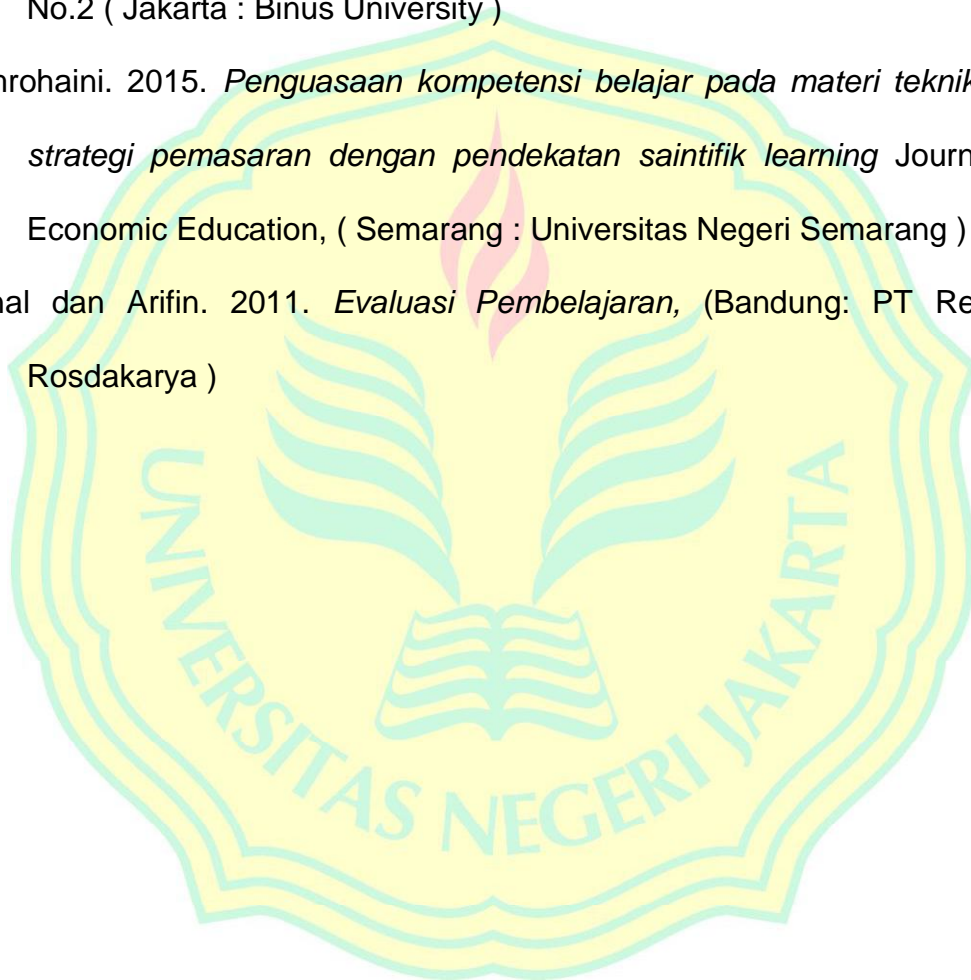 No.2 ( Jakarta : Binus University )
nrohaini. 2015. Penguasaan kompetensi belajar pada materi teknik
strategi pemasaran dengan pendekatan saintifik learning Journ
Economic Education, ( Semarang : Universitas Negeri Semarang )
nal dan Arifin. 2011. Evaluasi Pembelajaran, (Bandung: PT Re
Rosdakarya )
UNIVERSITAS NEGERI JAKARTA